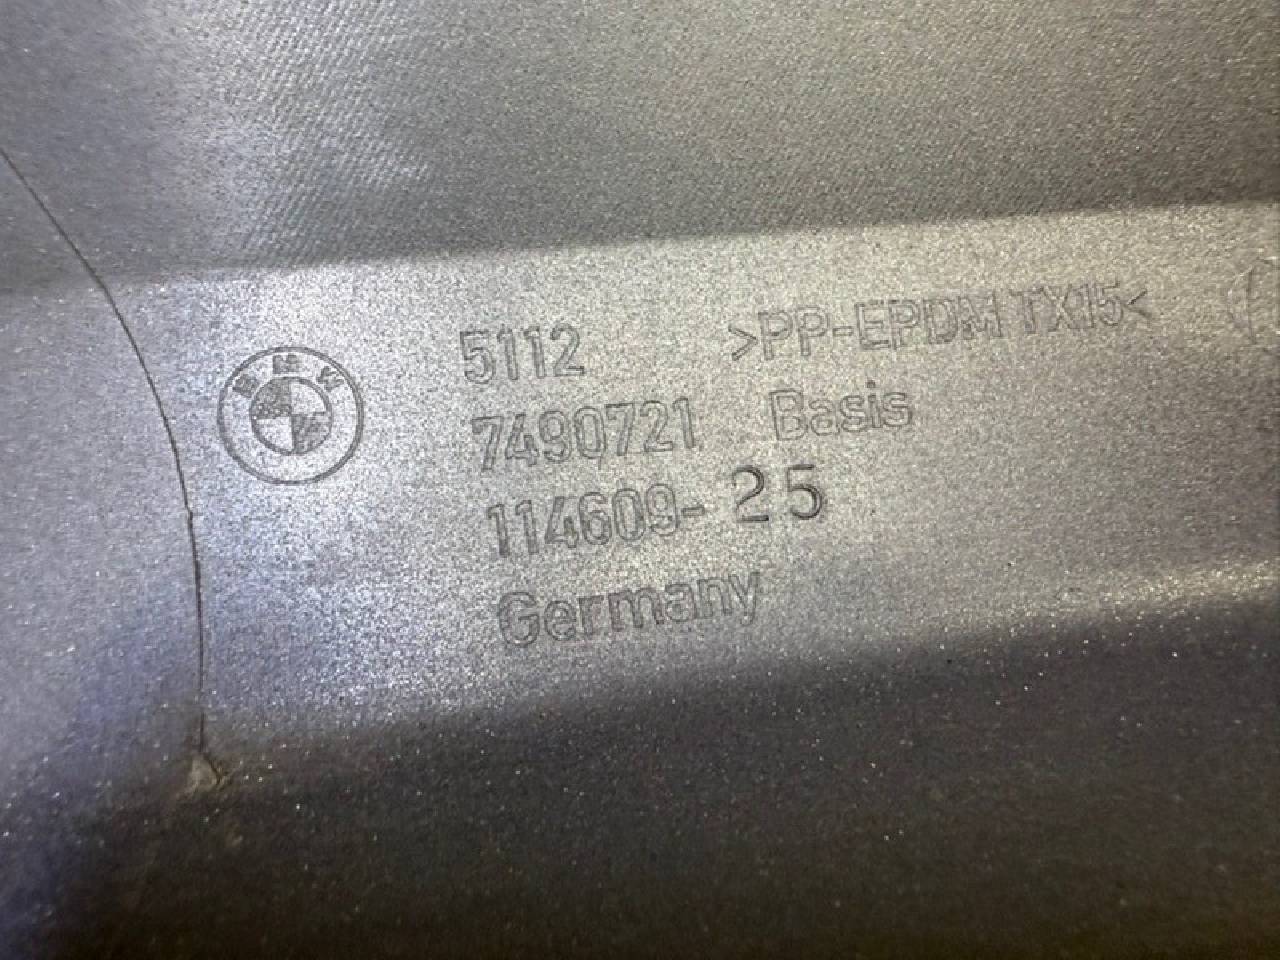 BMW
5112 >PP-EPDM TX15<
7490721 Basis
114609-25
Germany